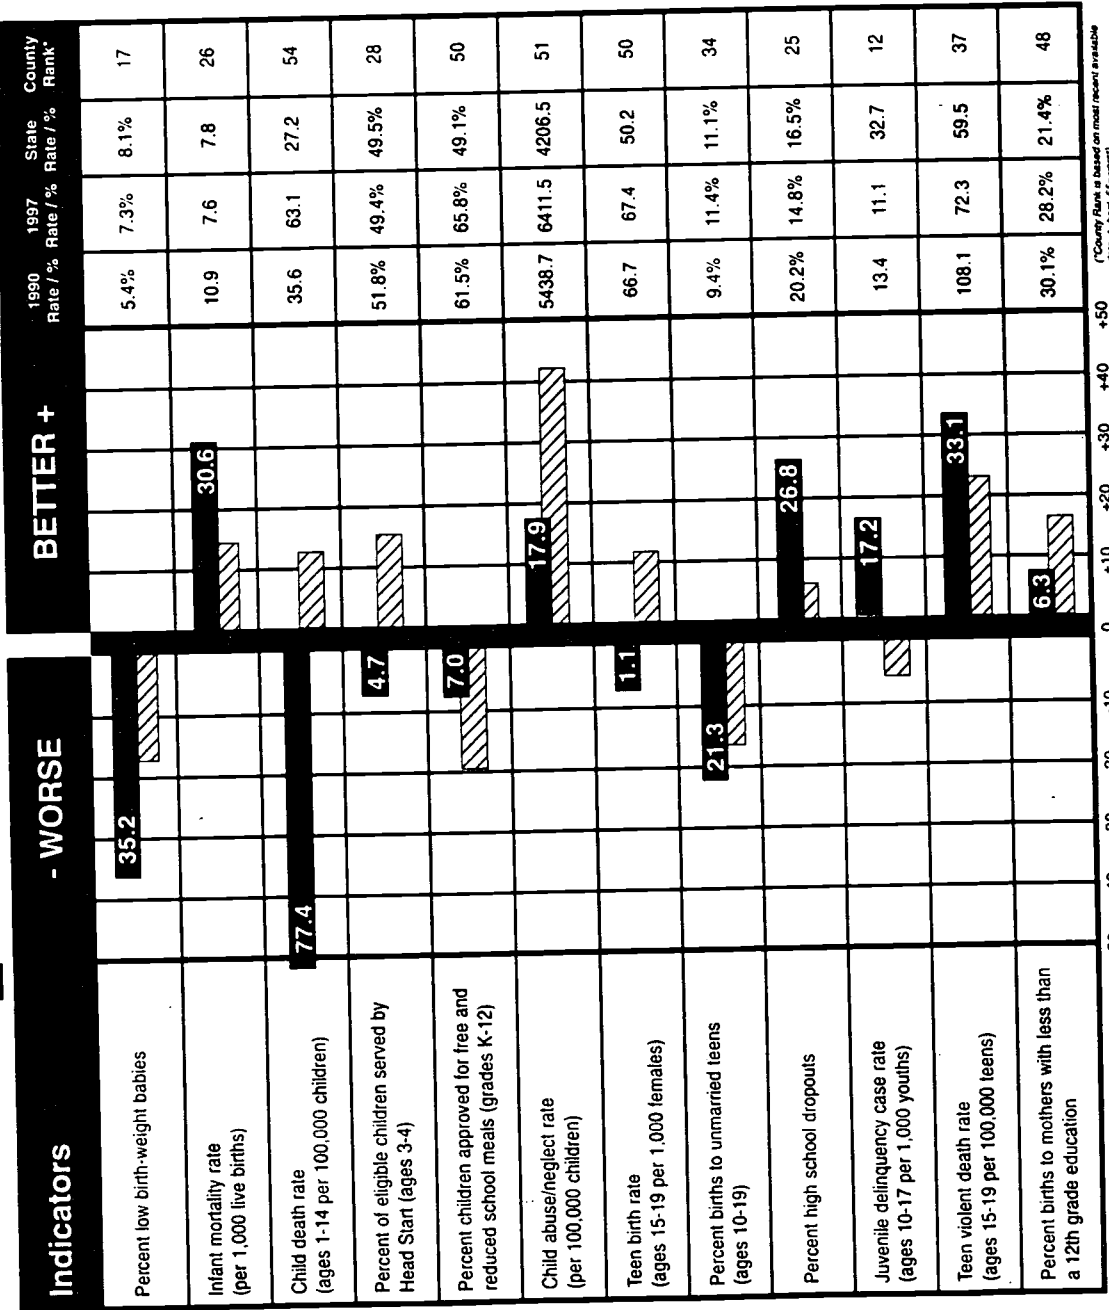 Indicators
- WORSE
BETTER +
1990
Rate / %
1997
Rate / %
State
Rate / %
County
Rank*
Percent low birth-weight babies
35.2
5.4%
7.3%
8.1%
17
Infant mortality rate
(per 1,000 live births)
30.6
10.9
7.6
7.8
26
Child death rate
(ages 1-14 per 100,000 children)
77.4
35.6
63.1
27.2
54
Percent of eligible children served by
Head Start (ages 3-4)
4.7
51.8%
49.4%
49.5%
28
Percent children approved for free and
reduced school meals (grades K-12)
7.0
61.5%
65.8%
49.1%
50
Child abuse/neglect rate
(per 100,000 children)
17.9
5438.7
6411.5
4206.5
51
Teen birth rate
(ages 15-19 per 1,000 females)
1.1
66.7
67.4
50.2
50
Percent births to unmarried teens
(ages 10-19)
21.3
9.4%
11.4%
11.1%
34
Percent high school dropouts
26.8
20.2%
14.8%
16.5%
25
Juvenile delinquency case rate
(ages 10-17 per 1,000 youths)
17.2
13.4
11.1
32.7
12
Teen violent death rate
(ages 15-19 per 100,000 teens)
33.1
108.1
72.3
59.5
37
Percent births to mothers with less than
a 12th grade education
6.3
30.1%
28.2%
21.4%
48
0
+10
+20
+30
+40
+50
(*County Rank is based on most recent available